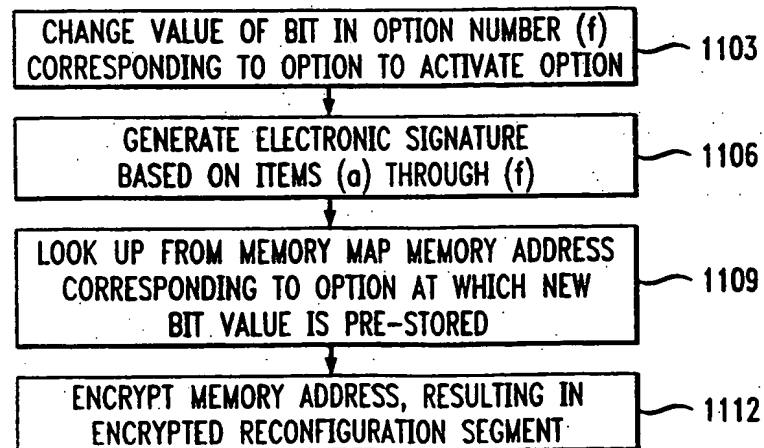 CHANGE VALUE OF BIT IN OPTION NUMBER (f)
CORRESPONDING TO OPTION TO ACTIVATE OPTION
1103
GENERATE ELECTRONIC SIGNATURE
BASED ON ITEMS (a) THROUGH (f)
1106
LOOK UP FROM MEMORY MAP MEMORY ADDRESS
CORRESPONDING TO OPTION AT WHICH NEW
BIT VALUE IS PRE-STORED
1109
ENCRYPT MEMORY ADDRESS, RESULTING IN
ENCRYPTED RECONFIGURATION SEGMENT
1112